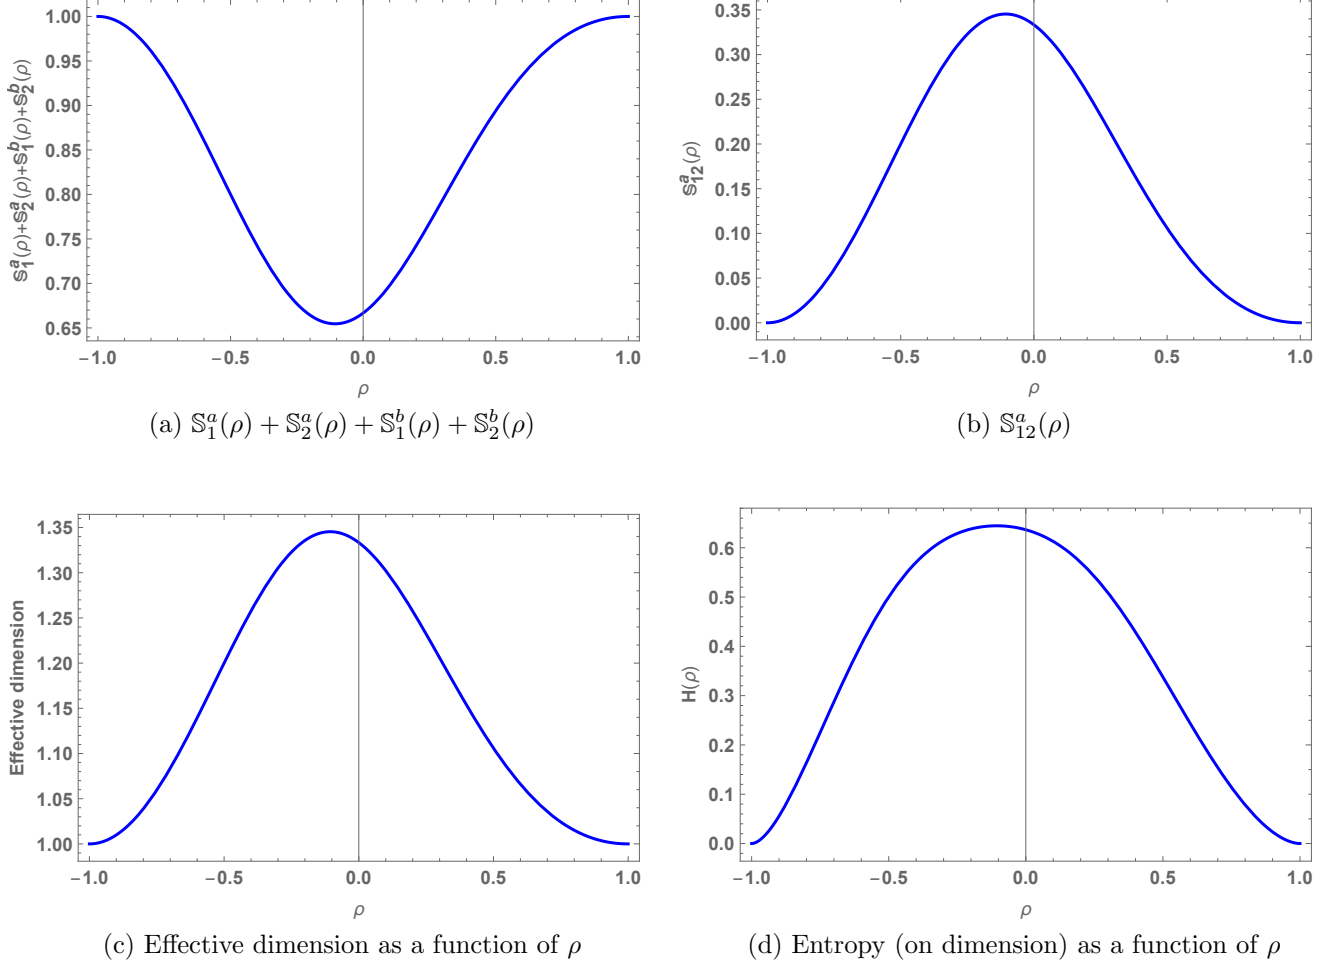 1.00
0.95
0.90
0.85
0.80
0.75
0.70
0.65
𝕊₁ᵃ(ρ)+𝕊₂ᵃ(ρ)+𝕊₁ᵇ(ρ)+𝕊₂ᵇ(ρ)
−1.0 −0.5 0.0 0.5 1.0
ρ
(a) 𝕊₁ᵃ(ρ) + 𝕊₂ᵃ(ρ) + 𝕊₁ᵇ(ρ) + 𝕊₂ᵇ(ρ)
0.35
0.30
0.25
0.20
0.15
0.10
0.05
0.00
𝕊₁₂ᵃ(ρ)
−1.0 −0.5 0.0 0.5 1.0
ρ
(b) 𝕊₁₂ᵃ(ρ)
1.35
1.30
1.25
1.20
1.15
1.10
1.05
1.00
Effective dimension
−1.0 −0.5 0.0 0.5 1.0
ρ
(c) Effective dimension as a function of ρ
0.6
0.5
0.4
0.3
0.2
0.1
0.0
H(ρ)
−1.0 −0.5 0.0 0.5 1.0
ρ
(d) Entropy (on dimension) as a function of ρ